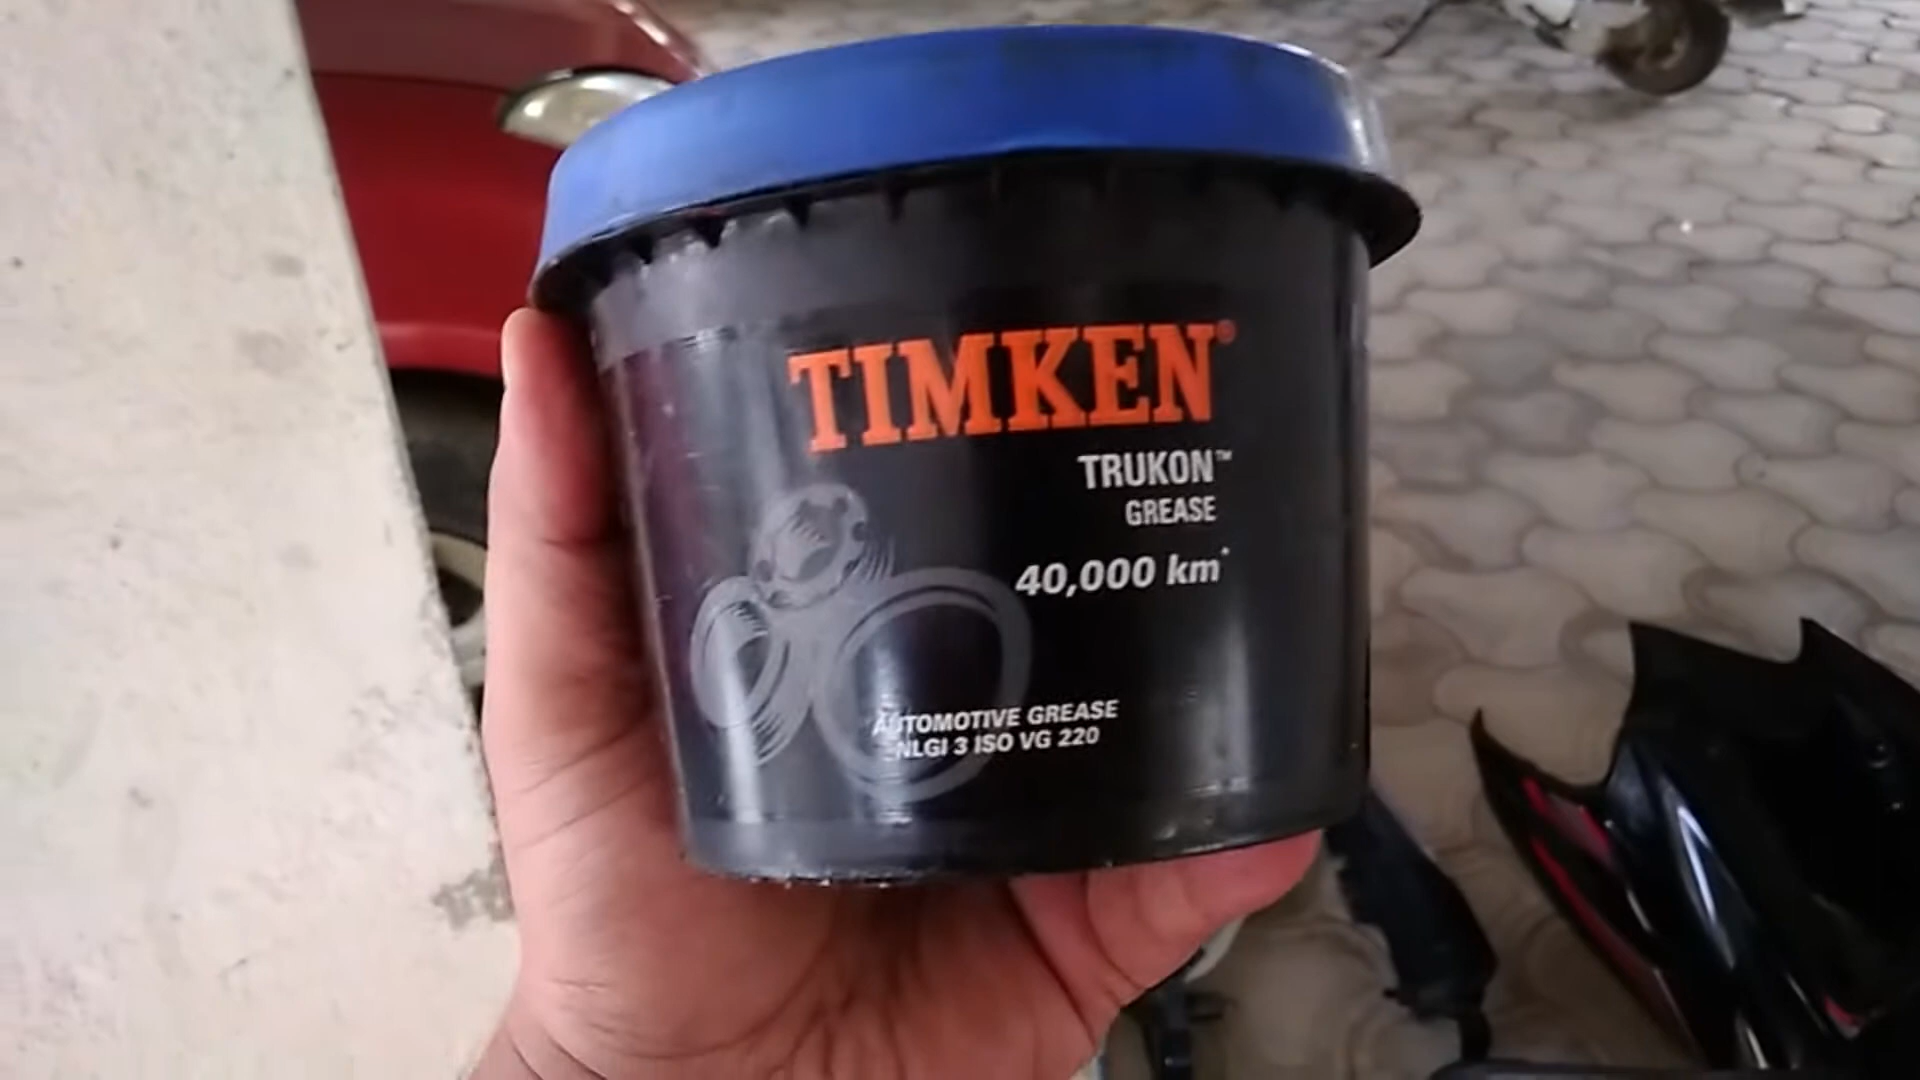 TIMKEN®
TRUKON™
GREASE
40,000 km*
AUTOMOTIVE GREASE
NLGI 3 ISO VG 220